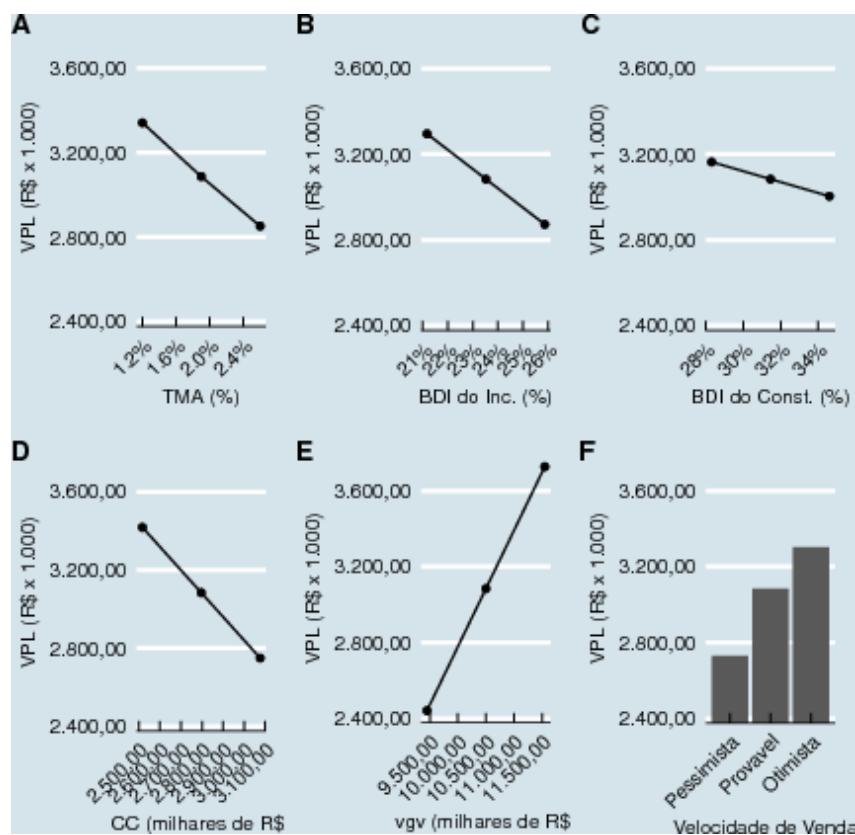 A
VPL (R$ x 1.000)
3.600,00
3.200,00
2.800,00
2.400,00
1.2%
1.6%
2.0%
2.4%
TMA (%)
B
VPL (R$ x 1.000)
3.600,00
3.200,00
2.800,00
2.400,00
21%
22%
23%
24%
25%
26%
BDI do Inc. (%)
C
VPL (R$ x 1.000)
3.600,00
3.200,00
2.800,00
2.400,00
28%
30%
32%
34%
BDI do Const. (%)
D
VPL (R$ x 1.000)
3.600,00
3.200,00
2.800,00
2.400,00
2.500,00
2.600,00
2.800,00
3.100,00
CC (milhares de R$
E
VPL (R$ x 1.000)
3.600,00
3.200,00
2.800,00
2.400,00
9.500,00
10.000,00
10.500,00
11.000,00
11.500,00
vgv (milhares de R$
F
VPL (R$ x 1.000)
3.600,00
3.200,00
2.800,00
2.400,00
Pessimista
Provavel
Otimista
Velocidade de Venda